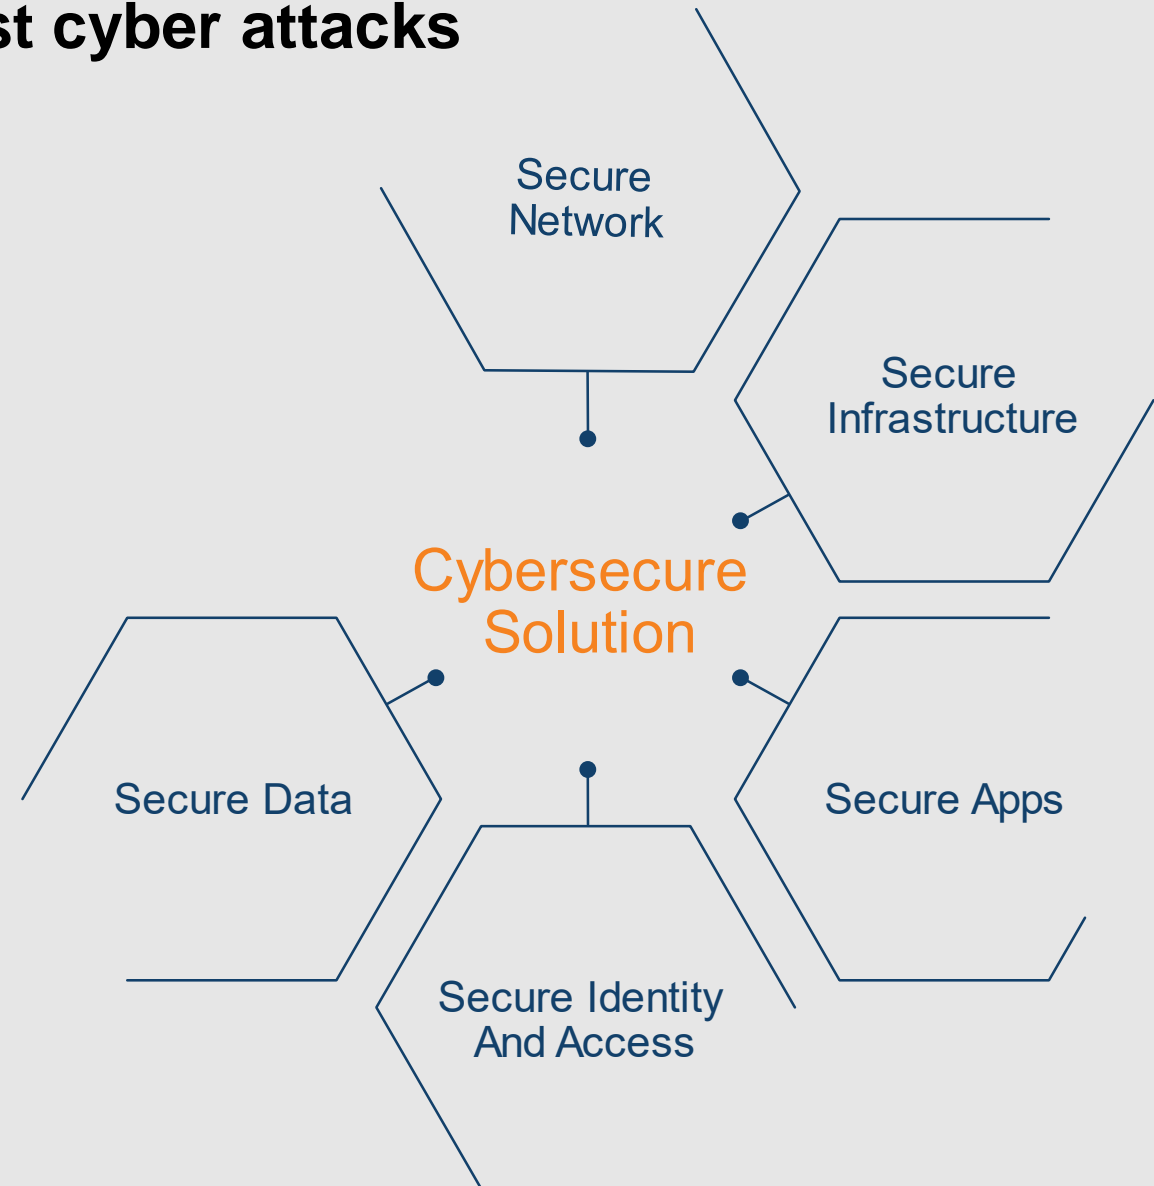 st cyber attacks
Secure
Network
Secure
Infrastructure
Cybersecure
Solution
Secure Data
Secure Apps
Secure Identity
And Access